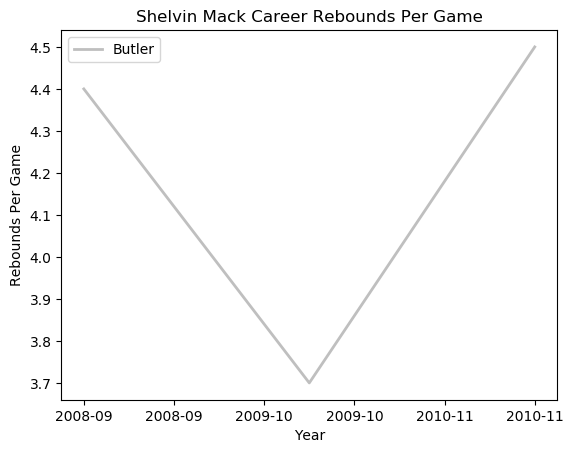 Shelvin Mack Career Rebounds Per Game
Butler
Rebounds Per Game
4.5
4.4
4.3
4.2
4.1
4.0
3.9
3.8
3.7
2008-09 2008-09 2009-10 2009-10 2010-11 2010-11
Year